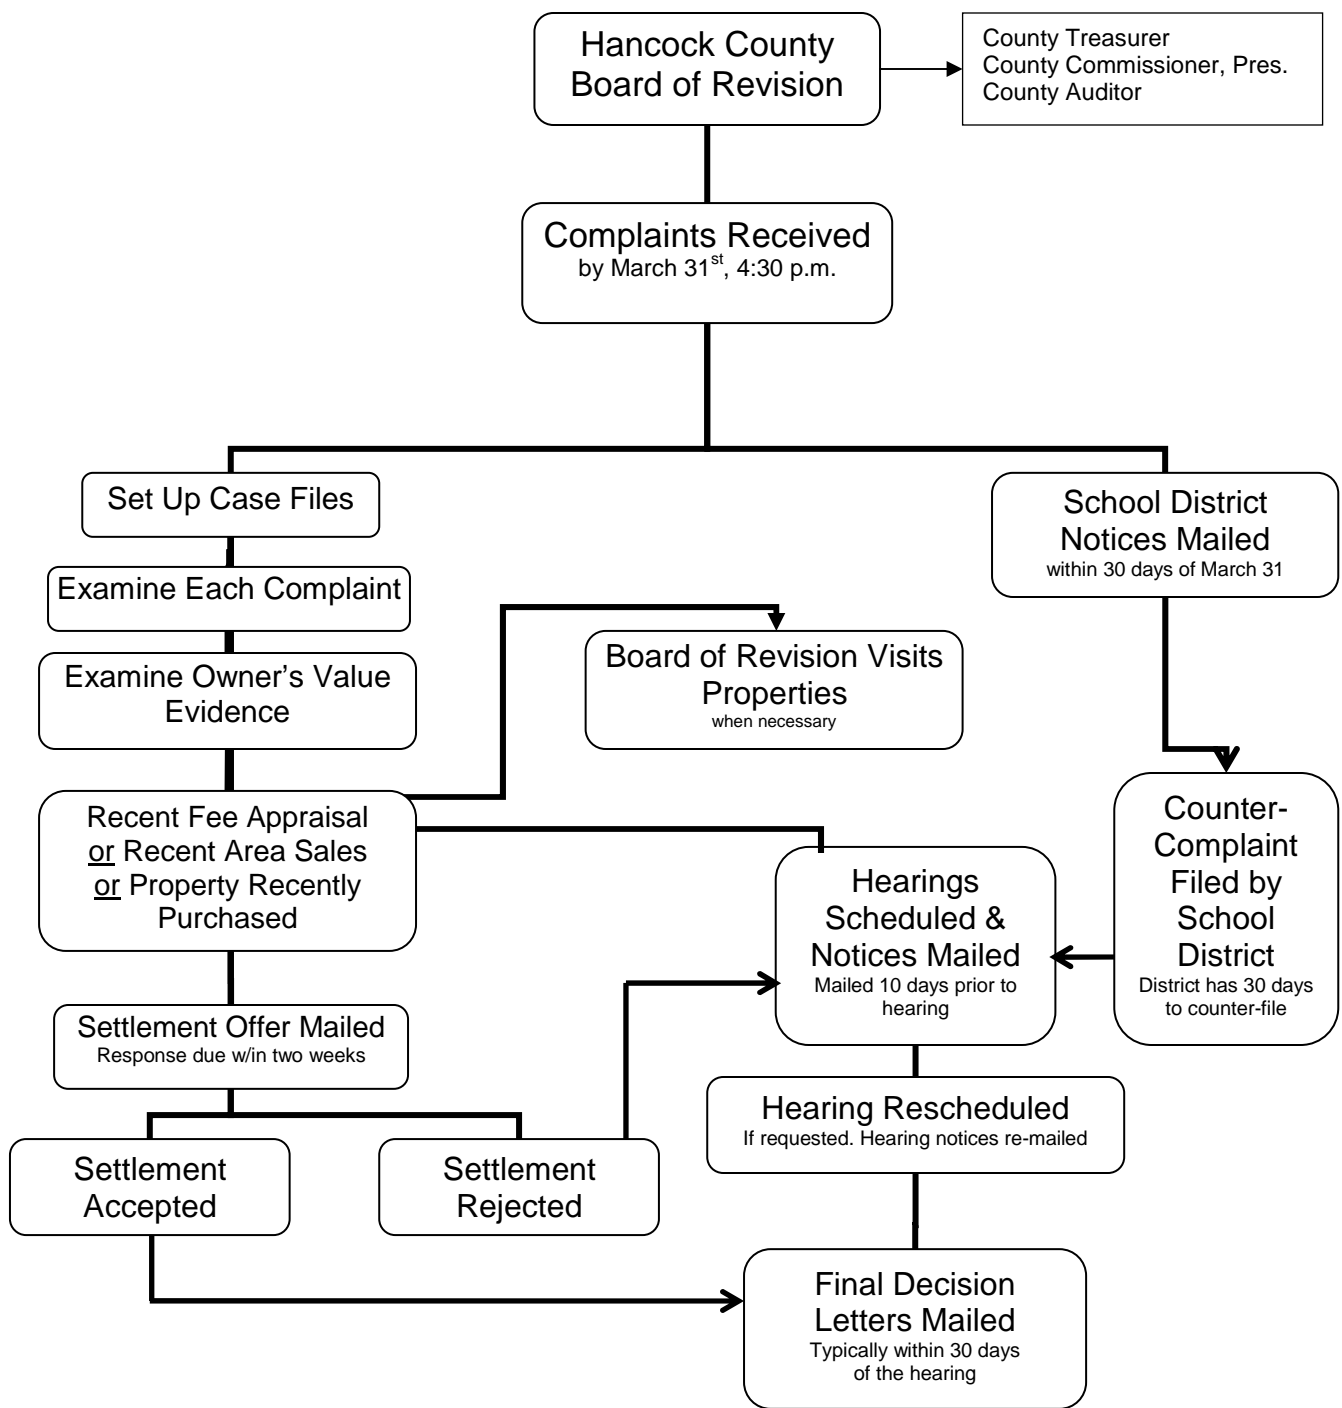 Hancock County
Board of Revision
County Treasurer
County Commissioner, Pres.
County Auditor
Complaints Received
by March 31st, 4:30 p.m.
Set Up Case Files
Examine Each Complaint
Examine Owner’s Value
Evidence
Recent Fee Appraisal
or Recent Area Sales
or Property Recently
Purchased
Settlement Offer Mailed
Response due w/in two weeks
Settlement
Accepted
Settlement
Rejected
Board of Revision Visits
Properties
when necessary
School District
Notices Mailed
within 30 days of March 31
Counter-
Complaint
Filed by
School
District
District has 30 days
to counter-file
Hearings
Scheduled &
Notices Mailed
Mailed 10 days prior to
hearing
Hearing Rescheduled
If requested. Hearing notices re-mailed
Final Decision
Letters Mailed
Typically within 30 days
of the hearing